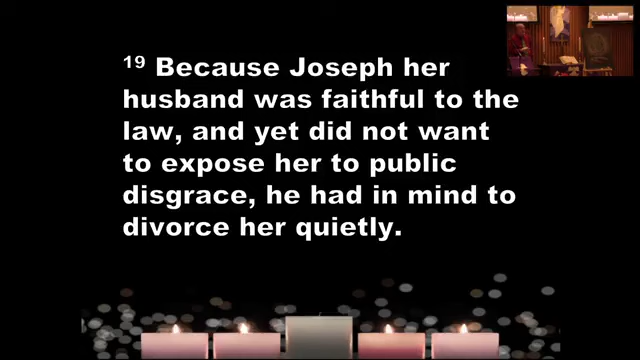 19 Because Joseph her
husband was faithful to the
law, and yet did not want
to expose her to public
disgrace, he had in mind to
divorce her quietly.